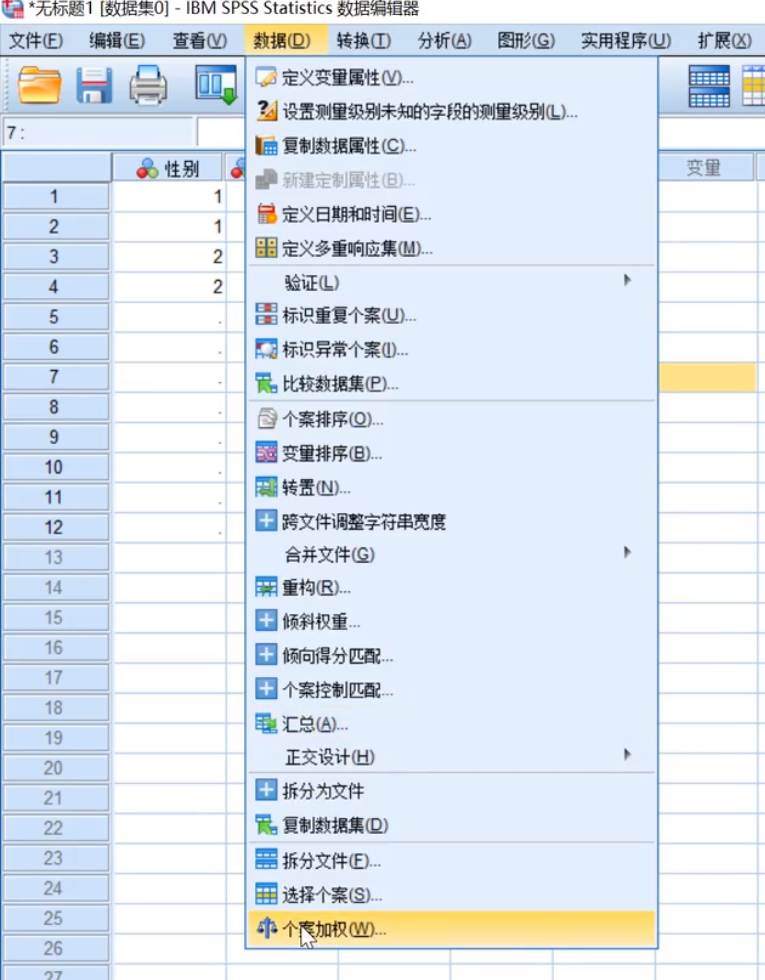 *无标题1 [数据集0] - IBM SPSS Statistics 数据编辑器
文件(F) 编辑(E) 查看(V) 数据(D) 转换(T) 分析(A) 图形(G) 实用程序(U) 扩展(X)
7 :
性别 变量
定义变量属性(V)...
设置测量级别未知的字段的测量级别(L)...
复制数据属性(C)...
新建定制属性(B)...
定义日期和时间(E)...
定义多重响应集(M)...
验证(L)
标识重复个案(U)...
标识异常个案(I)...
比较数据集(P)...
个案排序(O)...
变量排序(B)...
转置(N)...
跨文件调整字符串宽度
合并文件(G)
重构(R)...
倾斜权重...
倾向得分匹配...
个案控制匹配...
汇总(A)...
正交设计(H)
拆分为文件
复制数据集(D)
拆分文件(F)...
选择个案(S)...
个案加权(W)...
1 1
2 1
3 2
4 2
5 .
6 .
7 .
8 .
9 .
10 .
11 .
12 .
13
14
15
16
17
18
19
20
21
22
23
24
25
26
27